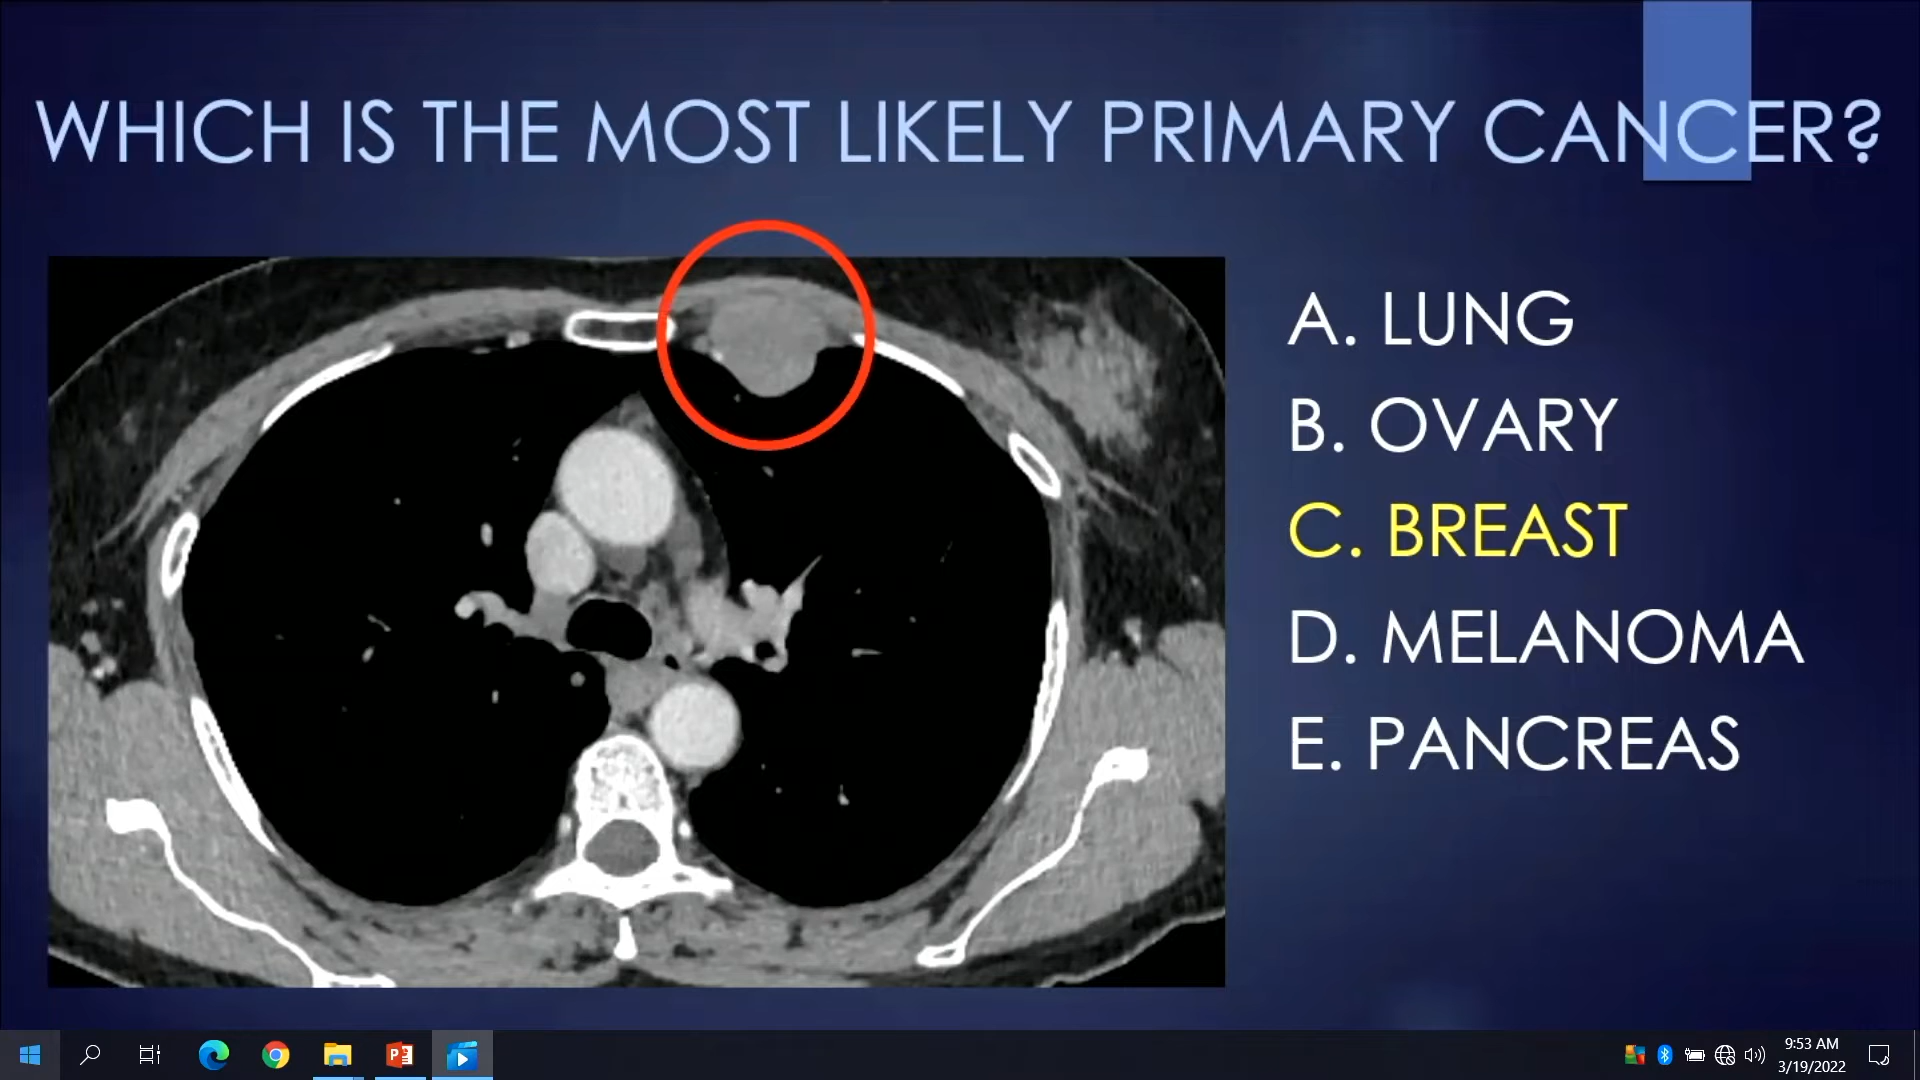 WHICH IS THE MOST LIKELY PRIMARY CANCER?
A. LUNG
B. OVARY
C. BREAST
D. MELANOMA
E. PANCREAS
9:53 AM
3/19/2022